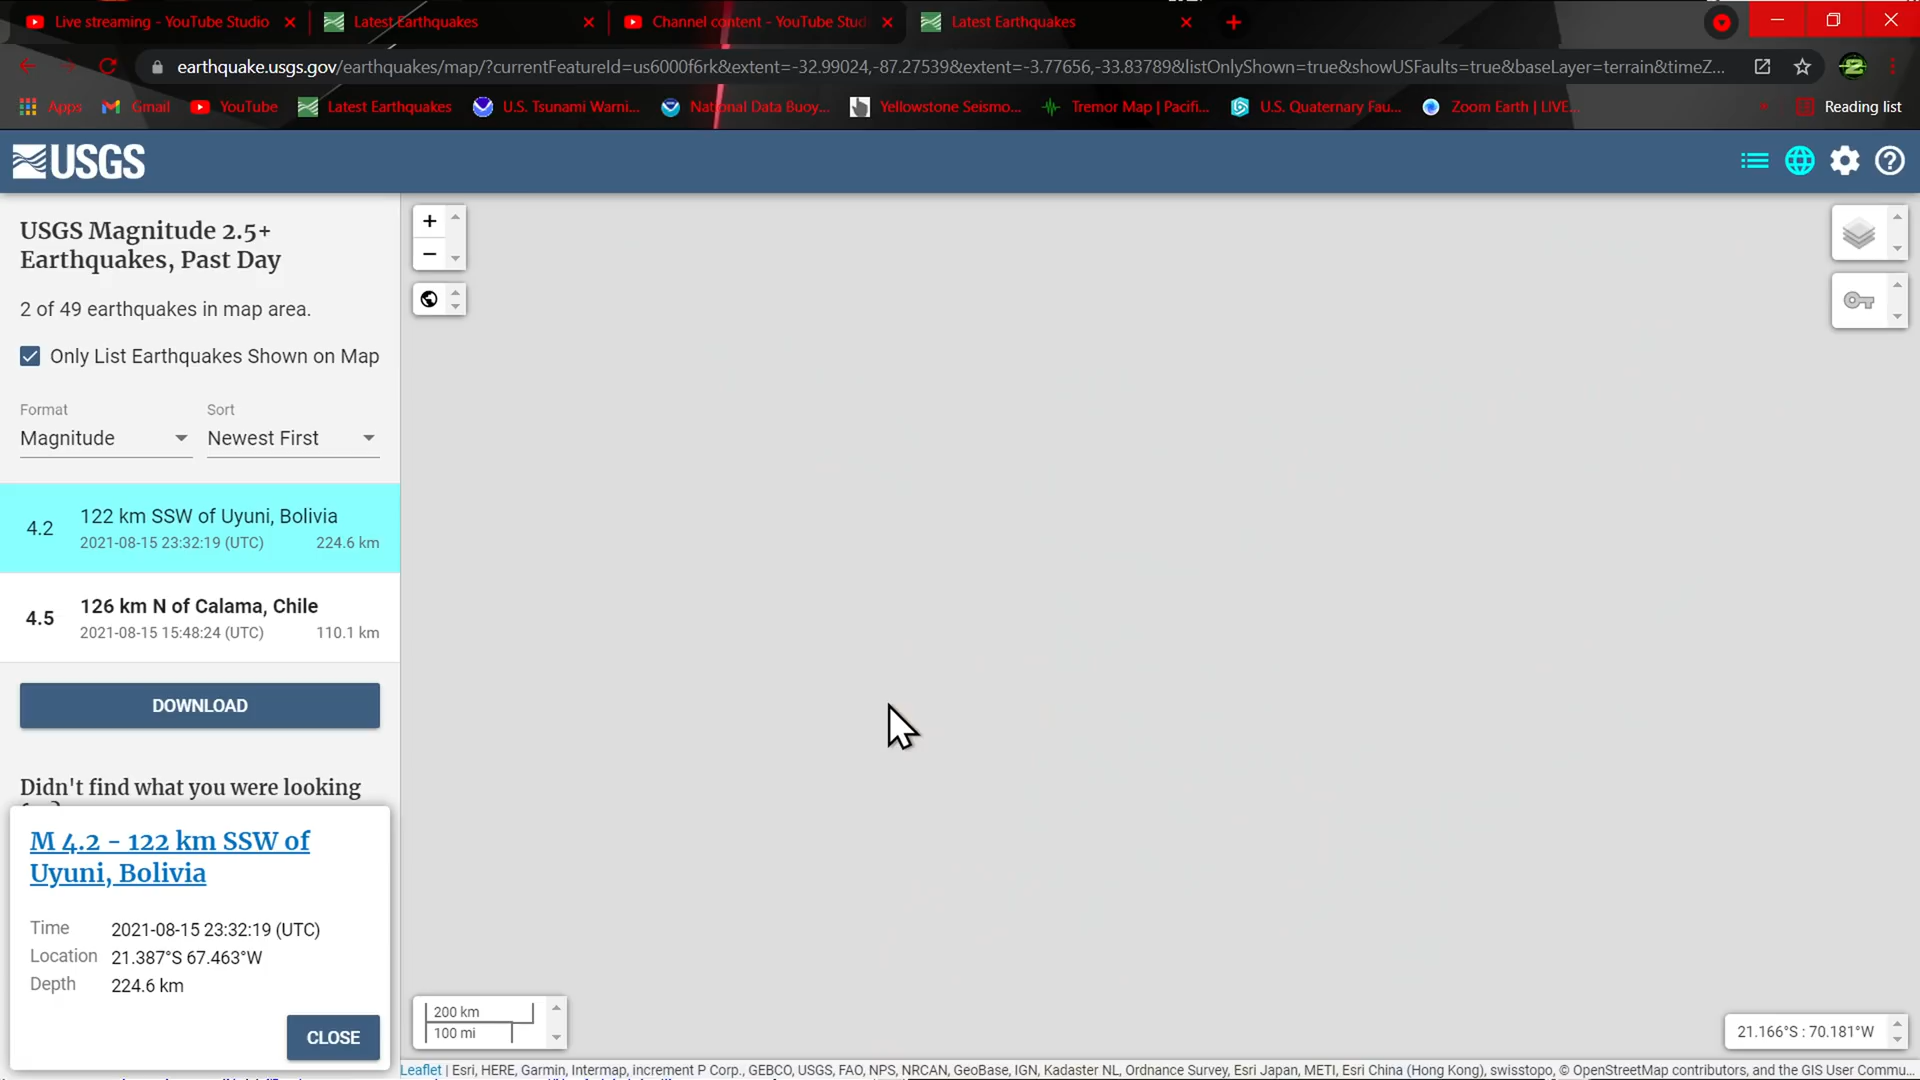 Live streaming - YouTube Studio
Latest Earthquakes
Channel content - YouTube Stud
Latest Earthquakes
earthquake.usgs.gov/earthquakes/map/?currentFeatureId=us6000f6rk&extent=-32.99024,-87.27539&extent=-3.77656,-33.83789&listOnlyShown=true&showUSFaults=true&baseLayer=terrain&timeZ...
Apps
Gmail
YouTube
Latest Earthquakes
U.S. Tsunami Warni...
National Data Buoy...
Yellowstone Seismo...
Tremor Map | Pacifi...
U.S. Quaternary Fau...
Zoom Earth | LIVE...
Reading list
USGS
USGS Magnitude 2.5+
Earthquakes, Past Day
2 of 49 earthquakes in map area.
Only List Earthquakes Shown on Map
Format
Sort
Magnitude
Newest First
4.2
122 km SSW of Uyuni, Bolivia
2021-08-15 23:32:19 (UTC)
224.6 km
4.5
126 km N of Calama, Chile
2021-08-15 15:48:24 (UTC)
110.1 km
DOWNLOAD
Didn't find what you were looking
M 4.2 - 122 km SSW of
Uyuni, Bolivia
Time 2021-08-15 23:32:19 (UTC)
Location 21.387°S 67.463°W
Depth 224.6 km
CLOSE
200 km
100 mi
21.166°S : 70.181°W
Leaflet | Esri, HERE, Garmin, Intermap, increment P Corp., GEBCO, USGS, FAO, NPS, NRCAN, GeoBase, IGN, Kadaster NL, Ordnance Survey, Esri Japan, METI, Esri China (Hong Kong), swisstopo, © OpenStreetMap contributors, and the GIS User Commu...